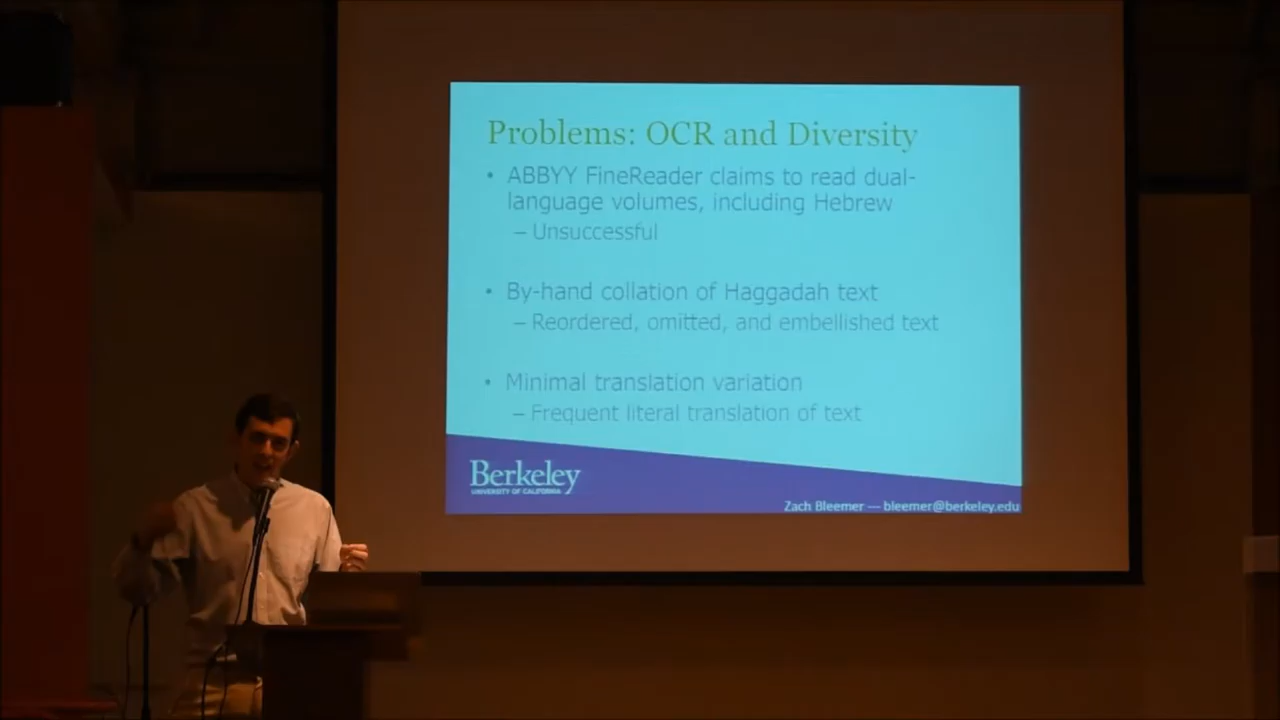 Problems: OCR and Diversity
• ABBYY FineReader claims to read dual-
language volumes, including Hebrew
– Unsuccessful
• By-hand collation of Haggadah text
– Reordered, omitted, and embellished text
• Minimal translation variation
– Frequent literal translation of text
Berkeley
UNIVERSITY OF CALIFORNIA
Zach Bleemer — bleemer@berkeley.edu